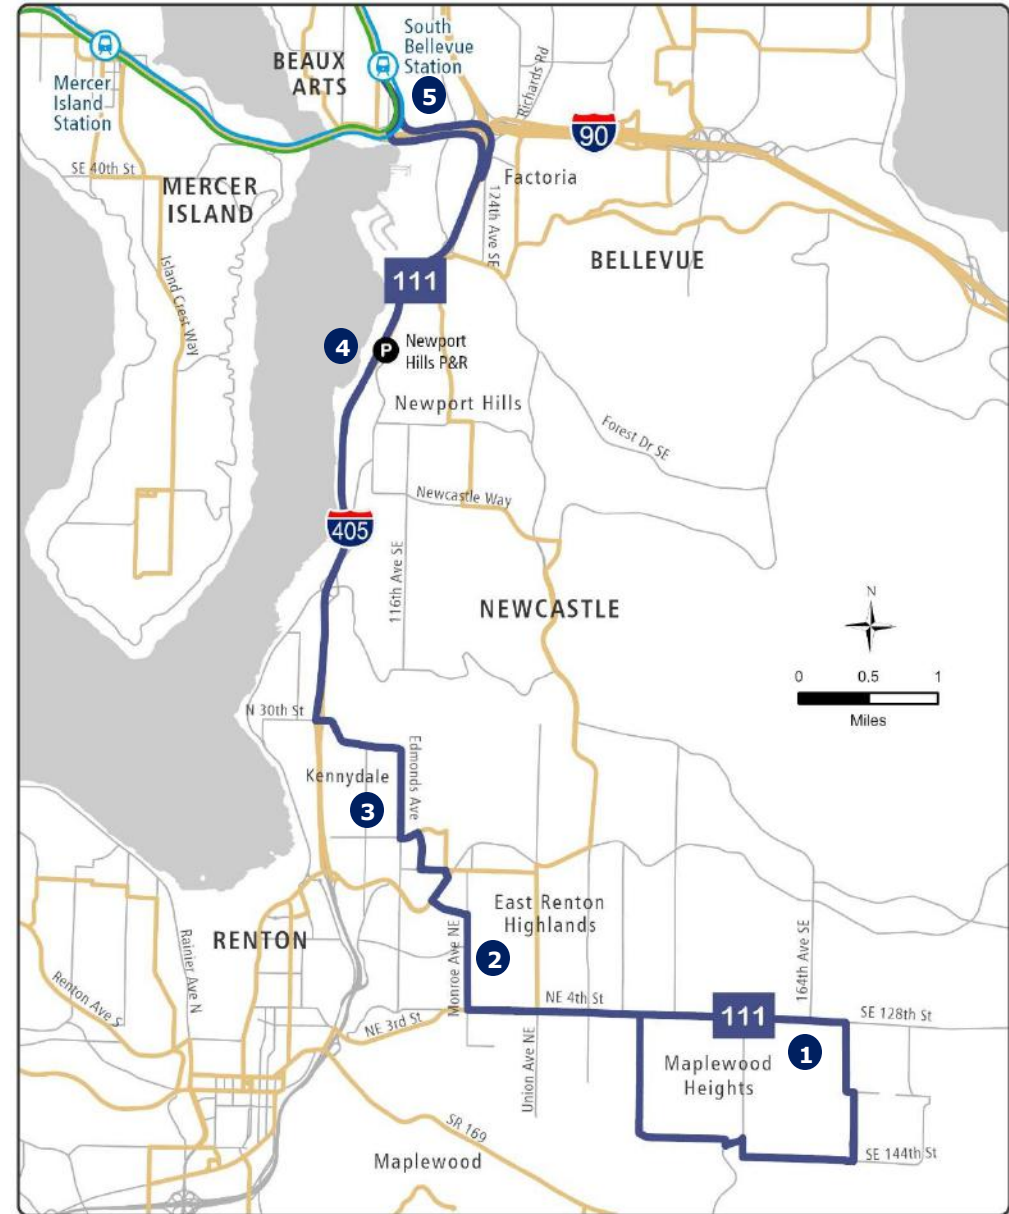 South
Bellevue
Station
BEAUX
ARTS
Mercer
Island
Station
5
Richards Rd
90
SE 40th St
MERCER
ISLAND
Factoria
124th Ave SE
Island Crest Way
BELLEVUE
111
4
P
Newport
Hills P&R
Newport Hills
Forest Dr SE
Newcastle Way
405
116th Ave SE
NEWCASTLE
N
0 0.5 1
Miles
N 30th St
Edmonds Ave
Kennydale
3
East Renton
Highlands
RENTON
Rainier Ave N
Monroe Ave NE
2
164th Ave SE
Renton Ave S
NE 4th St
NE 3rd St
111
SE 128th St
1
Union Ave NE
Maplewood
Heights
SR 169
Maplewood
SE 144th St